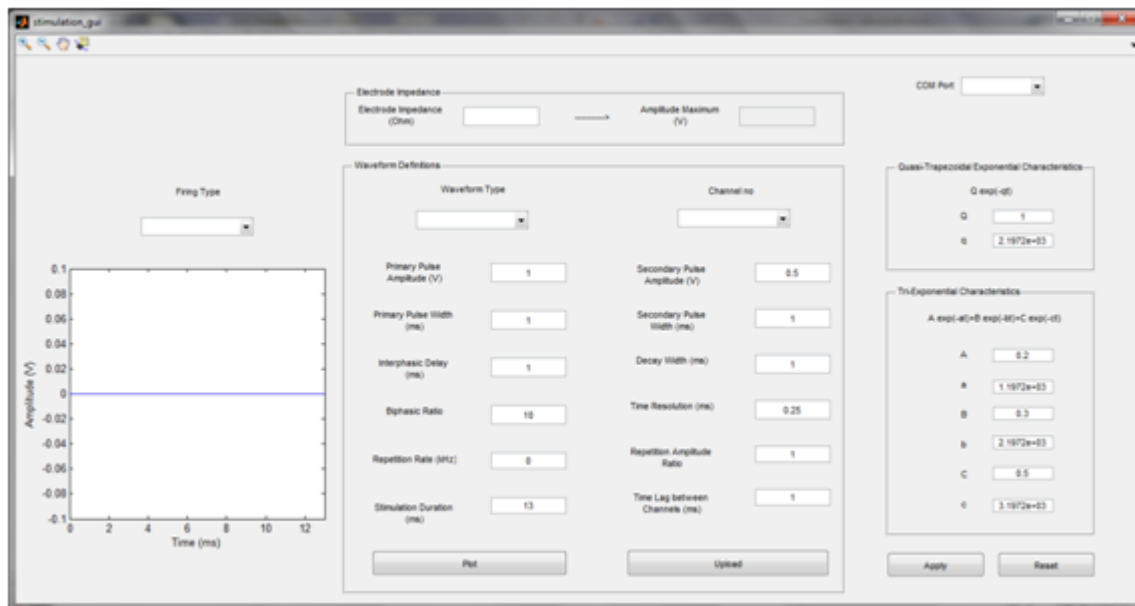 stimulation_gui
COM Port
Electrode Impedance
Electrode Impedance
(Ohm)
Amplitude Maximum
(V)
Firing Type
Amplitude (V)
0.1
0.08
0.06
0.04
0.02
0
-0.02
-0.04
-0.06
-0.08
-0.1
0 2 4 6 8 10 12
Time (ms)
Waveform Definitions
Waveform Type
Channel no
Primary Pulse
Amplitude (V)
1
Secondary Pulse
Amplitude (V)
0.5
Primary Pulse Width
(ms)
1
Secondary Pulse
Width (ms)
1
Interphasic Delay
(ms)
1
Decay Width (ms)
1
Biphasic Ratio
10
Time Resolution (ms)
0.25
Repetition Rate (kHz)
0
Repetition Amplitude
Ratio
1
Stimulation Duration
(ms)
13
Time Lag between
Channels (ms)
1
Plot
Upload
Quasi-Trapezoidal Exponential Characteristics
Q exp(-qt)
Q 1
q 2.1972e+03
Tri-Exponential Characteristics
A exp(-at)+B exp(-bt)+C exp(-ct)
A 0.2
a 1.1972e+03
B 0.3
b 2.1972e+03
C 0.5
c 3.1972e+03
Apply
Reset